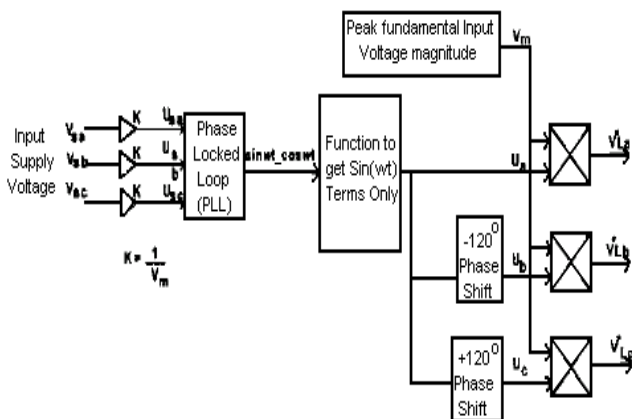 Peak fundamental Input
Voltage magnitude
Vm
Input
Supply
Voltage
Vsa
K
Usa
Vsb
K
Us
b
Vsc
K
Usc
K = 1
Vm
Phase
Locked
Loop
(PLL)
sinwt_coswt
Function to
get Sin(wt)
Terms Only
Ua
V*La
-120°
Phase
Shift
Ub
V*Lb
+120°
Phase
Shift
Uc